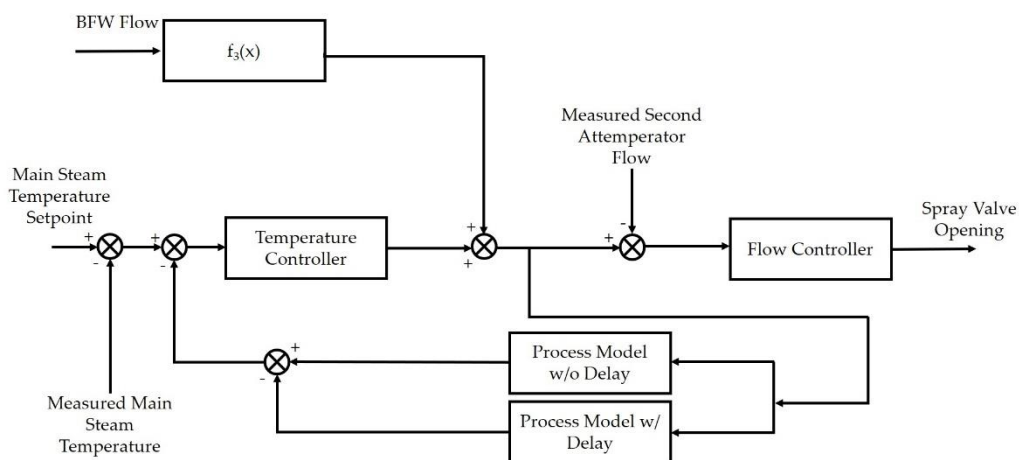 BFW Flow
f₃(x)
Measured Second
Attemperator
Flow
Main Steam
Temperature
Setpoint
+
-
+
-
Temperature
Controller
+
+
+
-
Flow Controller
Spray Valve
Opening
+
-
Process Model
w/o Delay
Process Model w/
Delay
Measured Main
Steam
Temperature